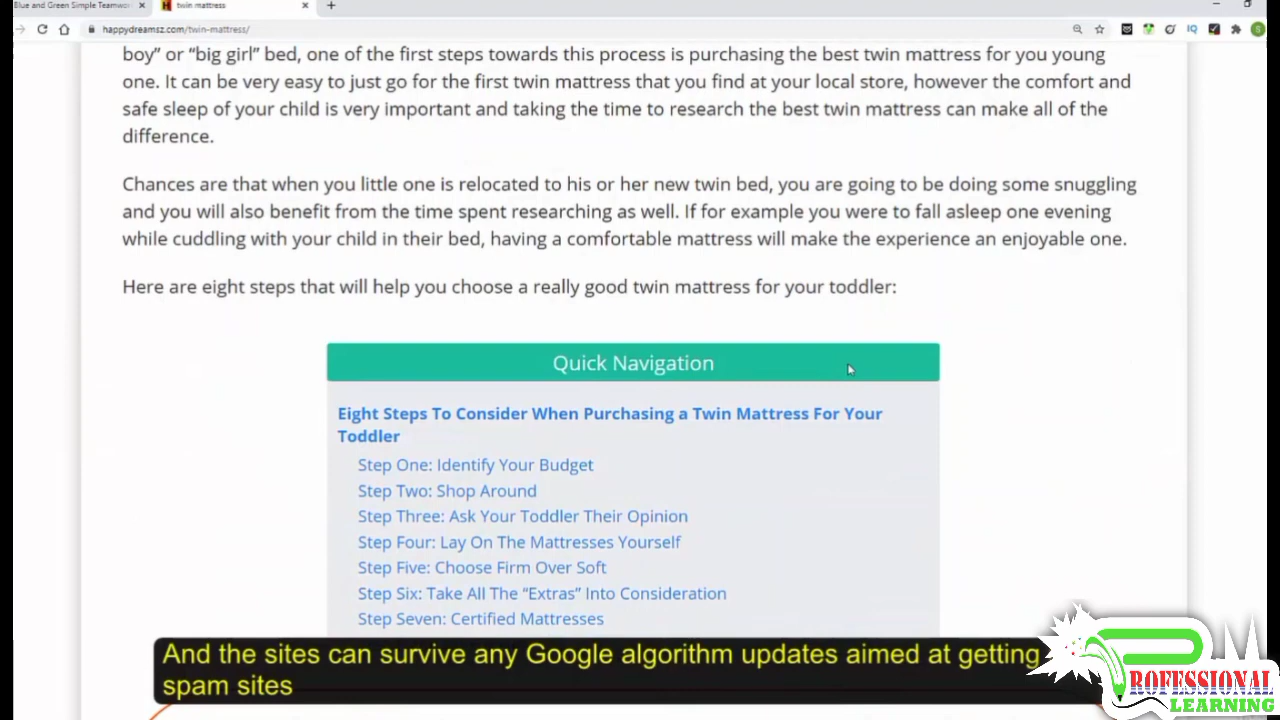 Blue and Green Simple Teamwor
twin mattress
happydreamsz.com/twin-mattress/
boy” or “big girl” bed, one of the first steps towards this process is purchasing the best twin mattress for you young
one. It can be very easy to just go for the first twin mattress that you find at your local store, however the comfort and
safe sleep of your child is very important and taking the time to research the best twin mattress can make all of the
difference.
Chances are that when you little one is relocated to his or her new twin bed, you are going to be doing some snuggling
and you will also benefit from the time spent researching as well. If for example you were to fall asleep one evening
while cuddling with your child in their bed, having a comfortable mattress will make the experience an enjoyable one.
Here are eight steps that will help you choose a really good twin mattress for your toddler:
Quick Navigation
Eight Steps To Consider When Purchasing a Twin Mattress For Your
Toddler
Step One: Identify Your Budget
Step Two: Shop Around
Step Three: Ask Your Toddler Their Opinion
Step Four: Lay On The Mattresses Yourself
Step Five: Choose Firm Over Soft
Step Six: Take All The “Extras” Into Consideration
Step Seven: Certified Mattresses
And the sites can survive any Google algorithm updates aimed at getting
spam sites
ROFESSIONAL
LEARNING